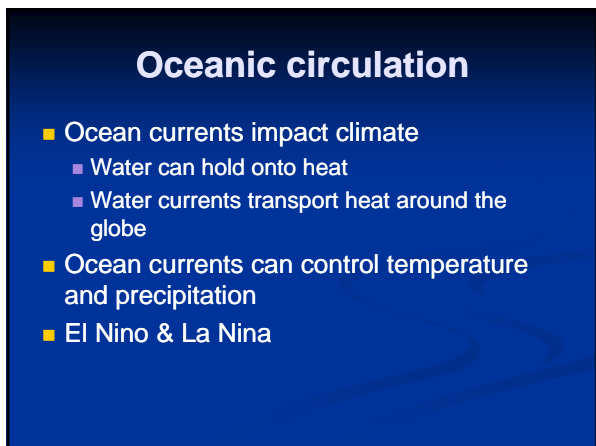 Oceanic circulation
Ocean currents impact climate
Water can hold onto heat
Water currents transport heat around the
globe
Ocean currents can control temperature
and precipitation
El Nino & La Nina